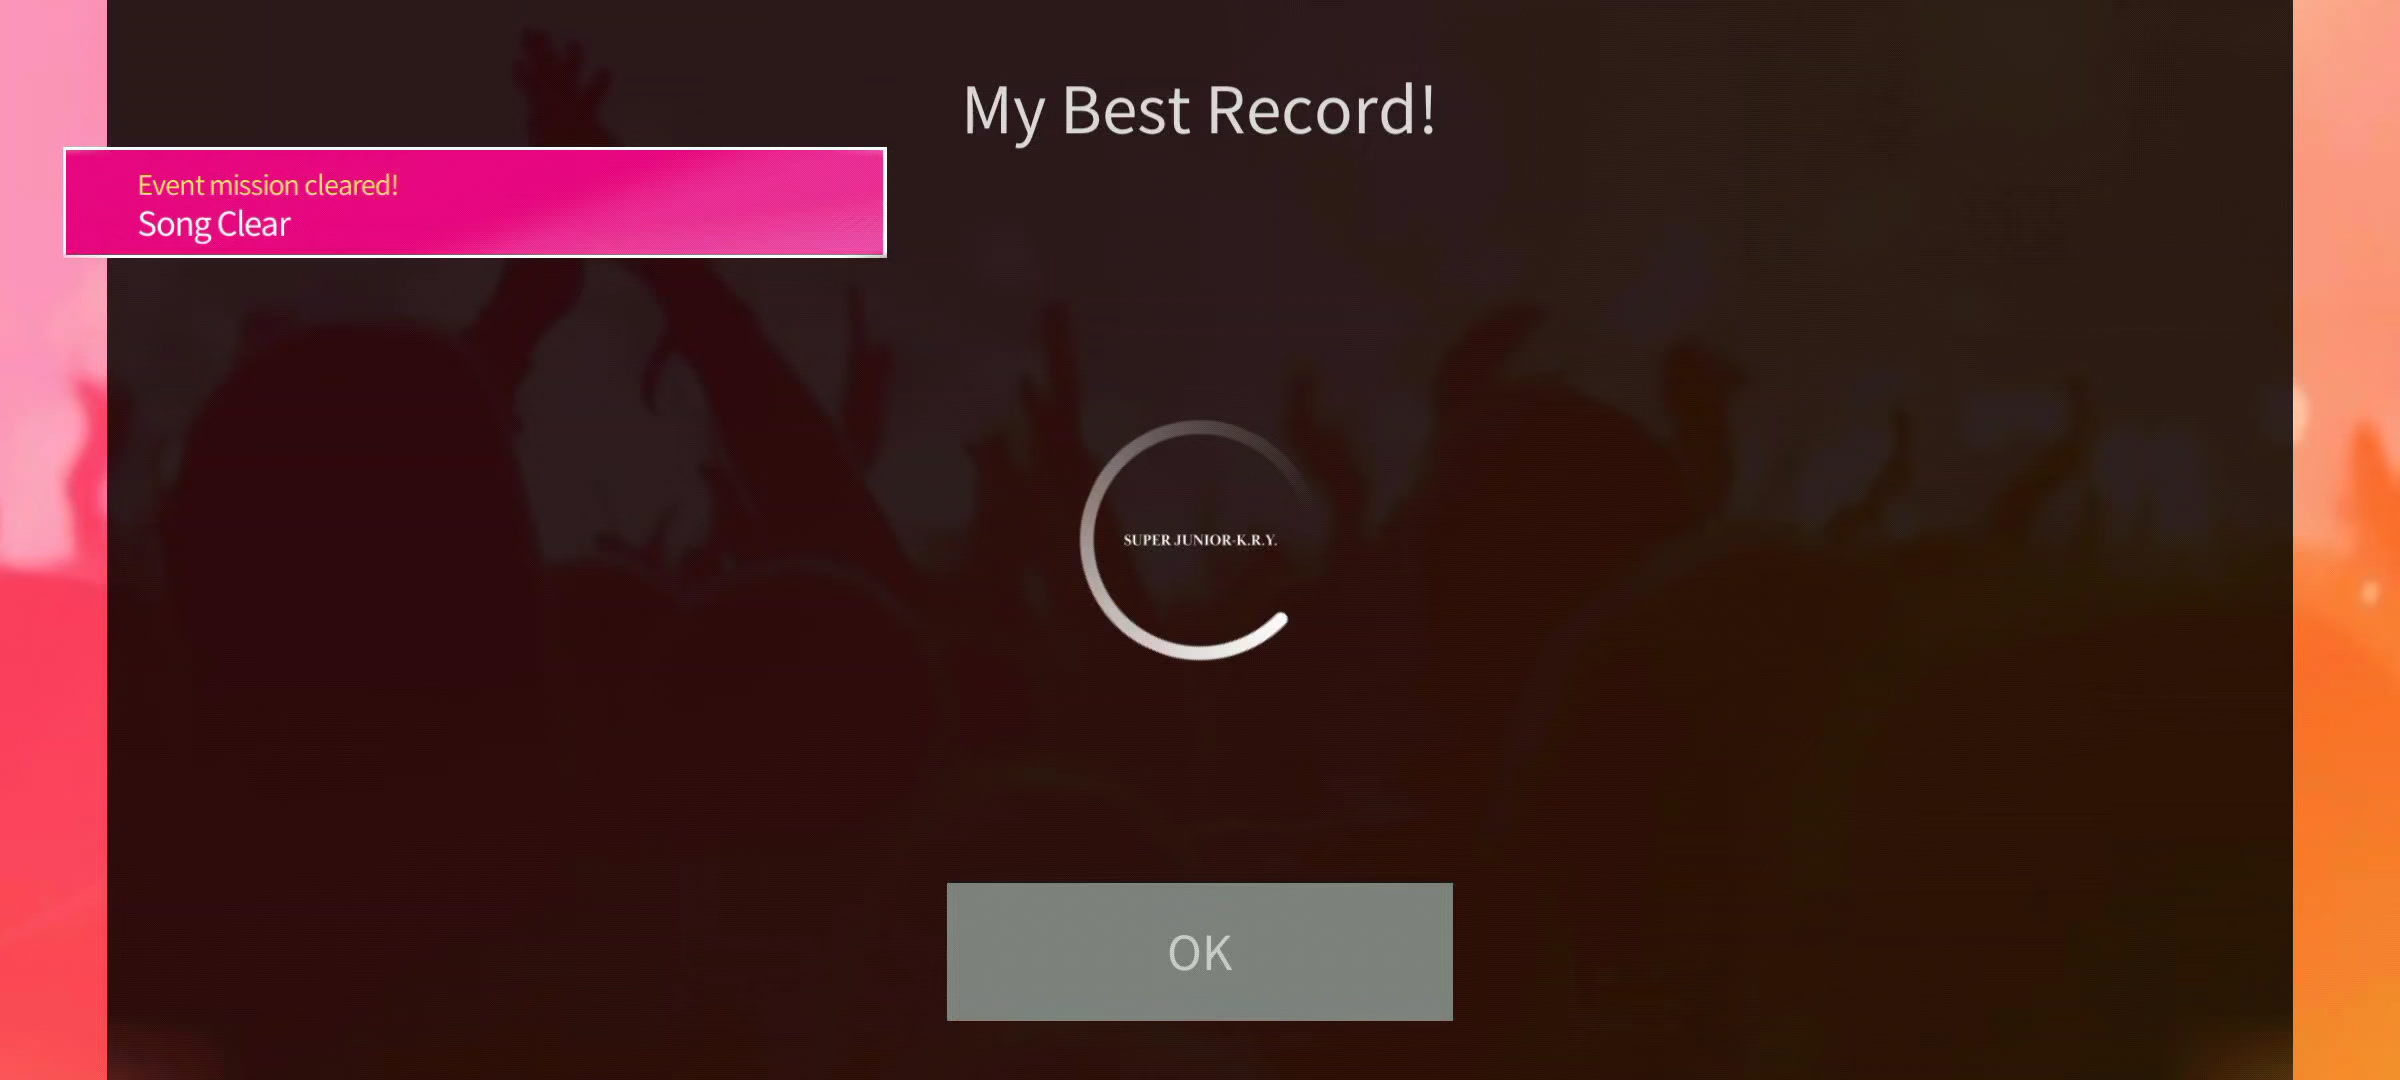 My Best Record!
Event mission cleared!
Song Clear
SUPER JUNIOR-K.R.Y.
OK